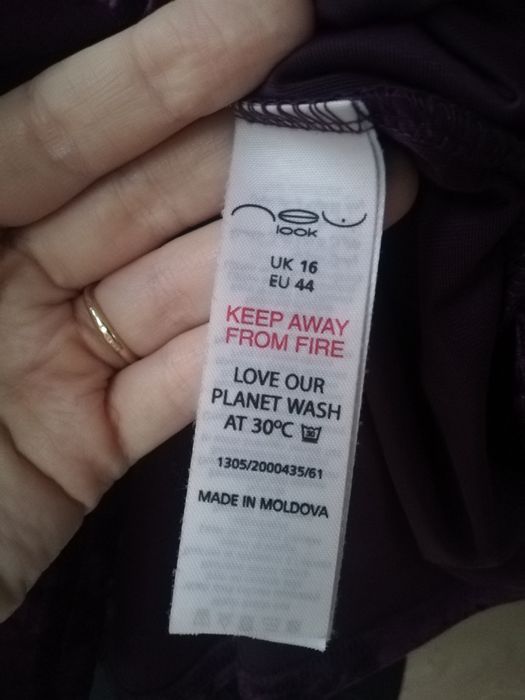 new
look
UK 16
EU 44
KEEP AWAY
FROM FIRE
LOVE OUR
PLANET WASH
AT 30ºC 30
1305/2000435/61
MADE IN MOLDOVA